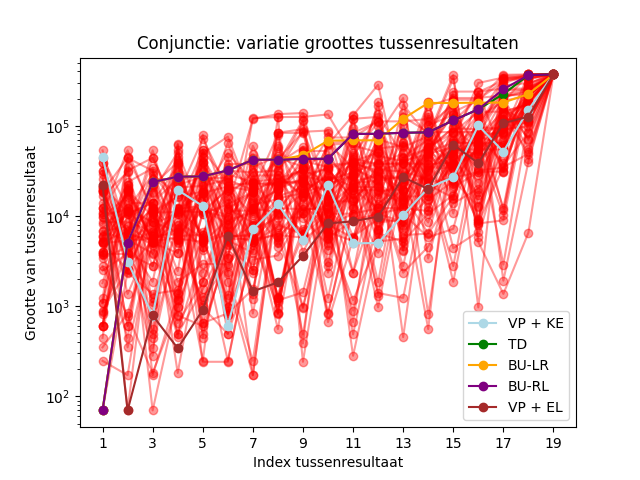 Conjunctie: variatie groottes tussenresultaten
Grootte van tussenresultaat
10^5
10^4
10^3
10^2
VP + KE
TD
BU-LR
BU-RL
VP + EL
1 3 5 7 9 11 13 15 17 19
Index tussenresultaat